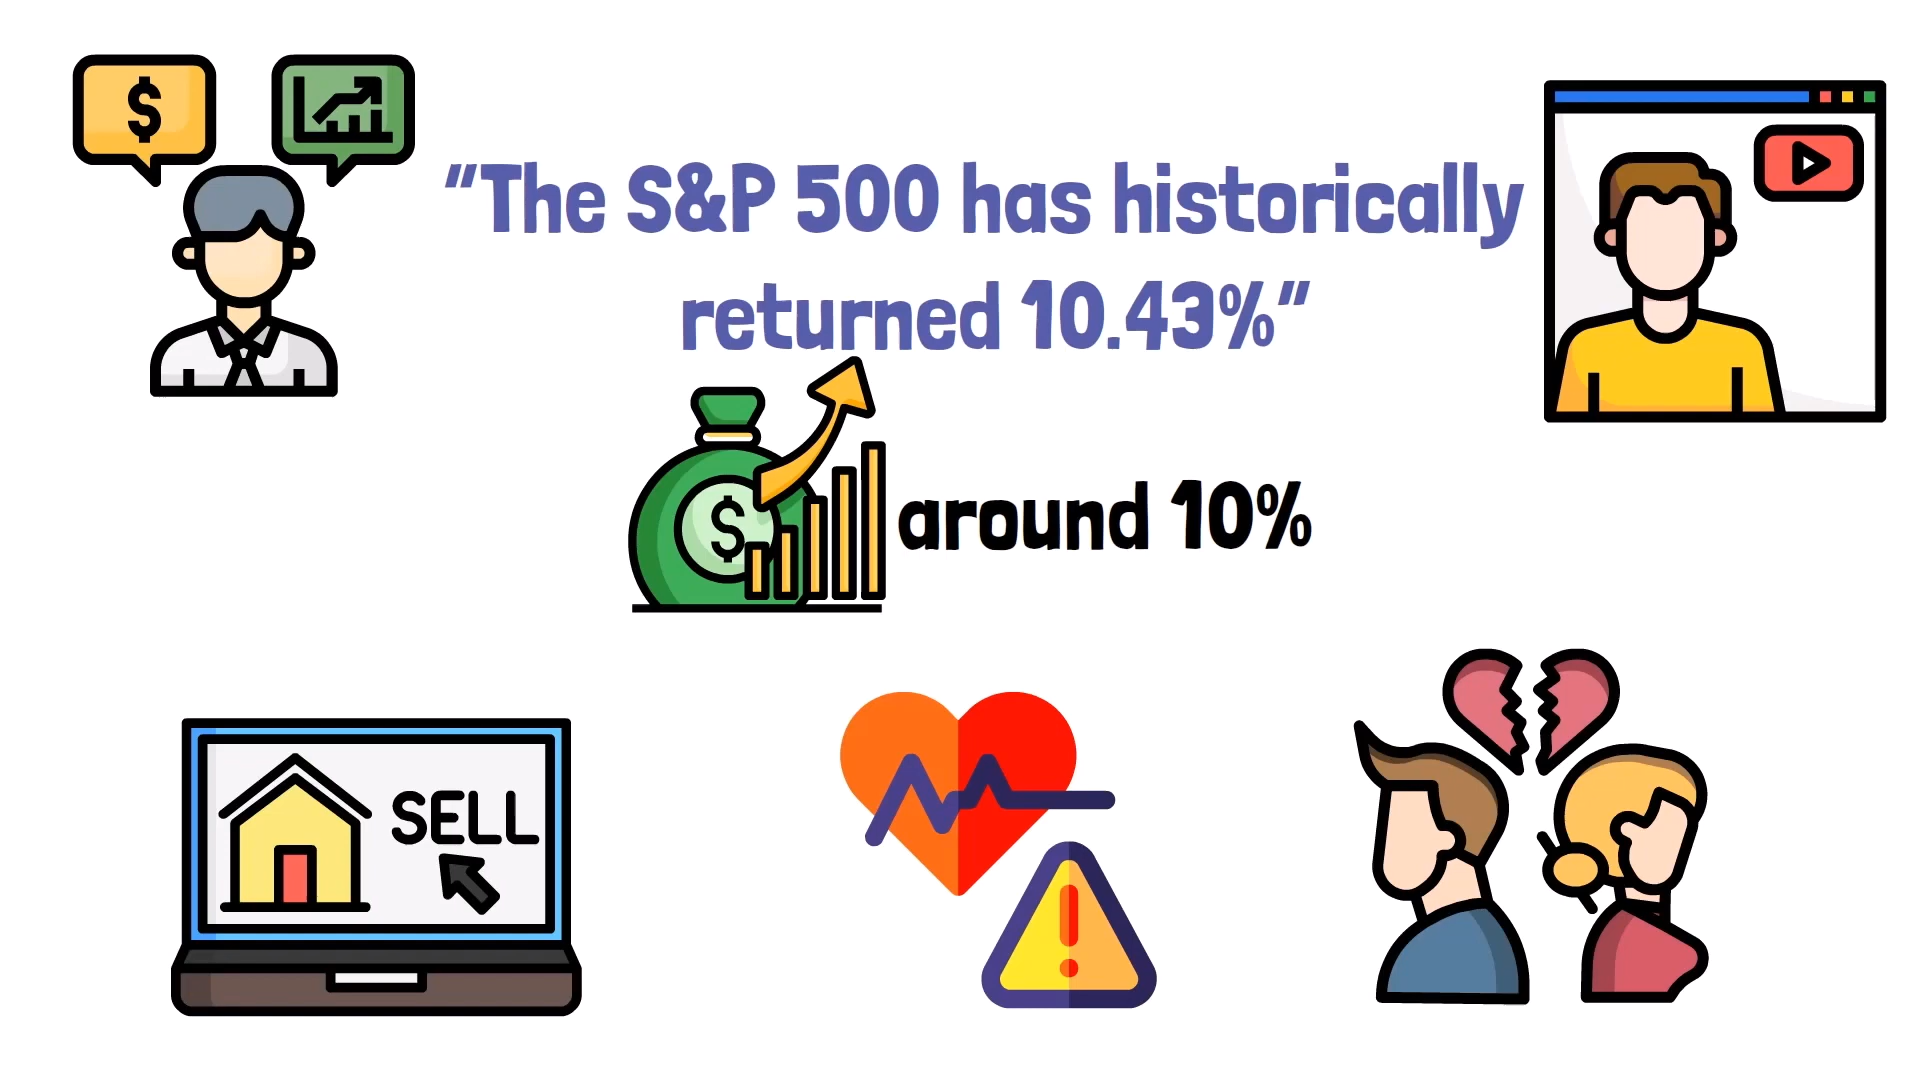 $
"The S&P 500 has historically
returned 10.43%"
$
around 10%
SELL
!